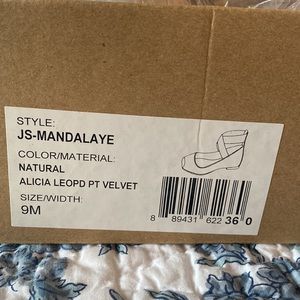 STYLE:
JS-MANDALAYE
COLOR/MATERIAL:
NATURAL
ALICIA LEOPD PT VELVET
SIZE/WIDTH:
9M
8 89431 622 36 0